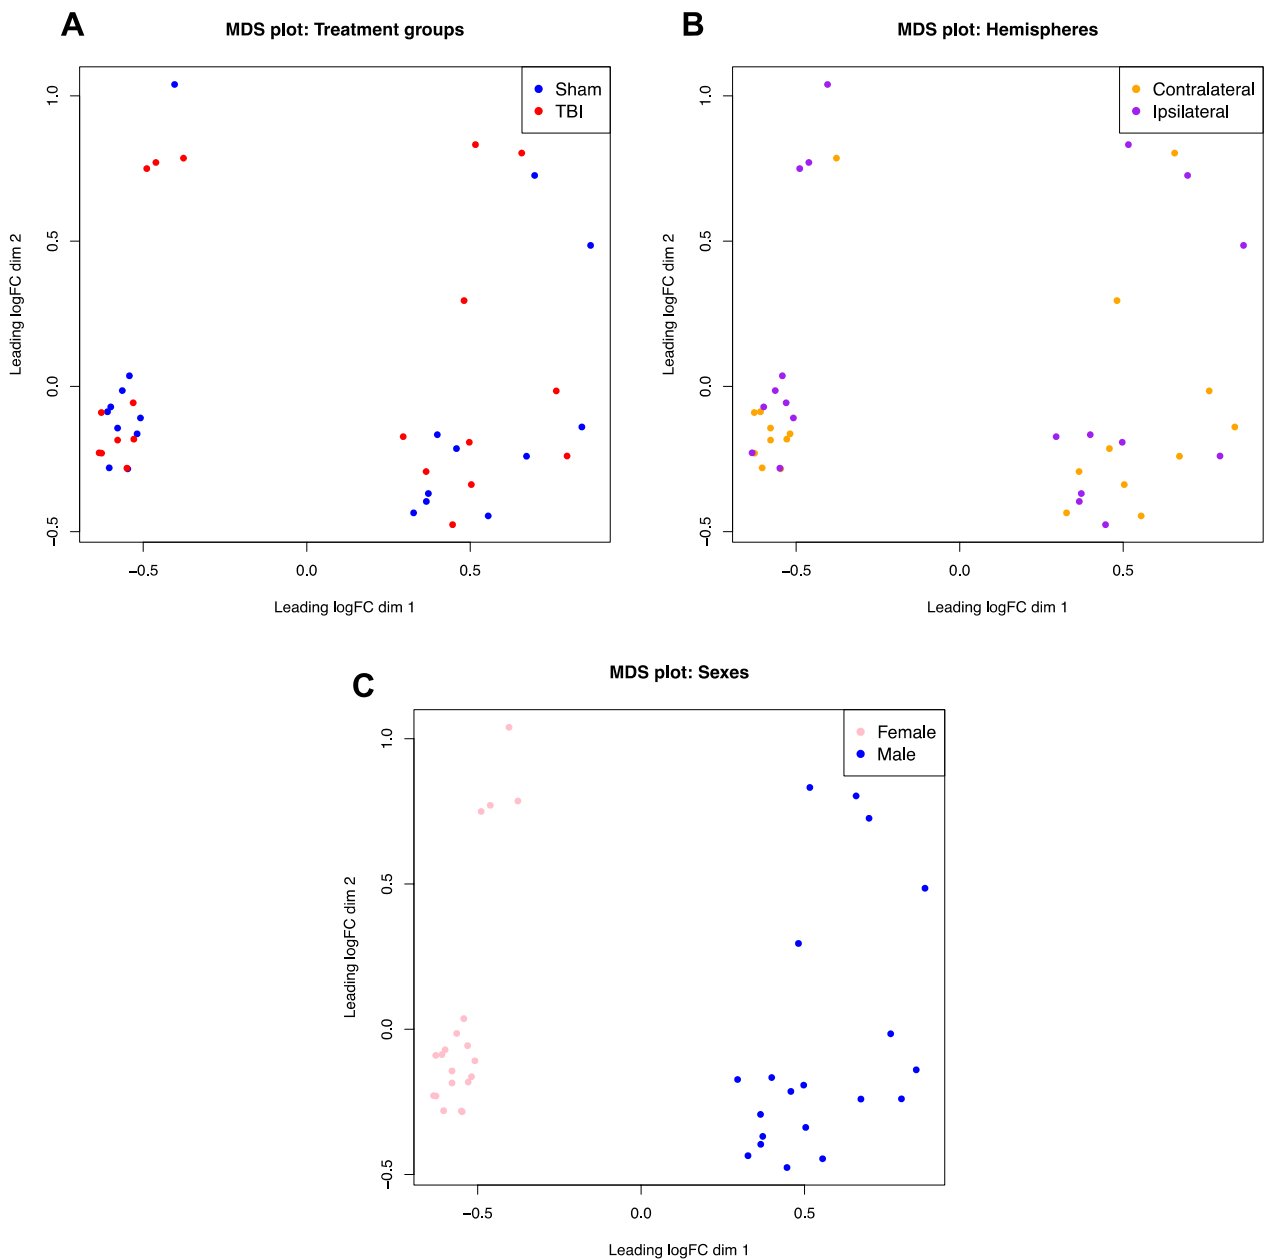 A
MDS plot: Treatment groups
Sham
TBI
Leading logFC dim 2
1.0
0.5
0.0
−0.5
−0.5 0.0 0.5
Leading logFC dim 1
B
MDS plot: Hemispheres
Contralateral
Ipsilateral
Leading logFC dim 2
1.0
0.5
0.0
−0.5
−0.5 0.0 0.5
Leading logFC dim 1
C
MDS plot: Sexes
Female
Male
Leading logFC dim 2
1.0
0.5
0.0
−0.5
−0.5 0.0 0.5
Leading logFC dim 1